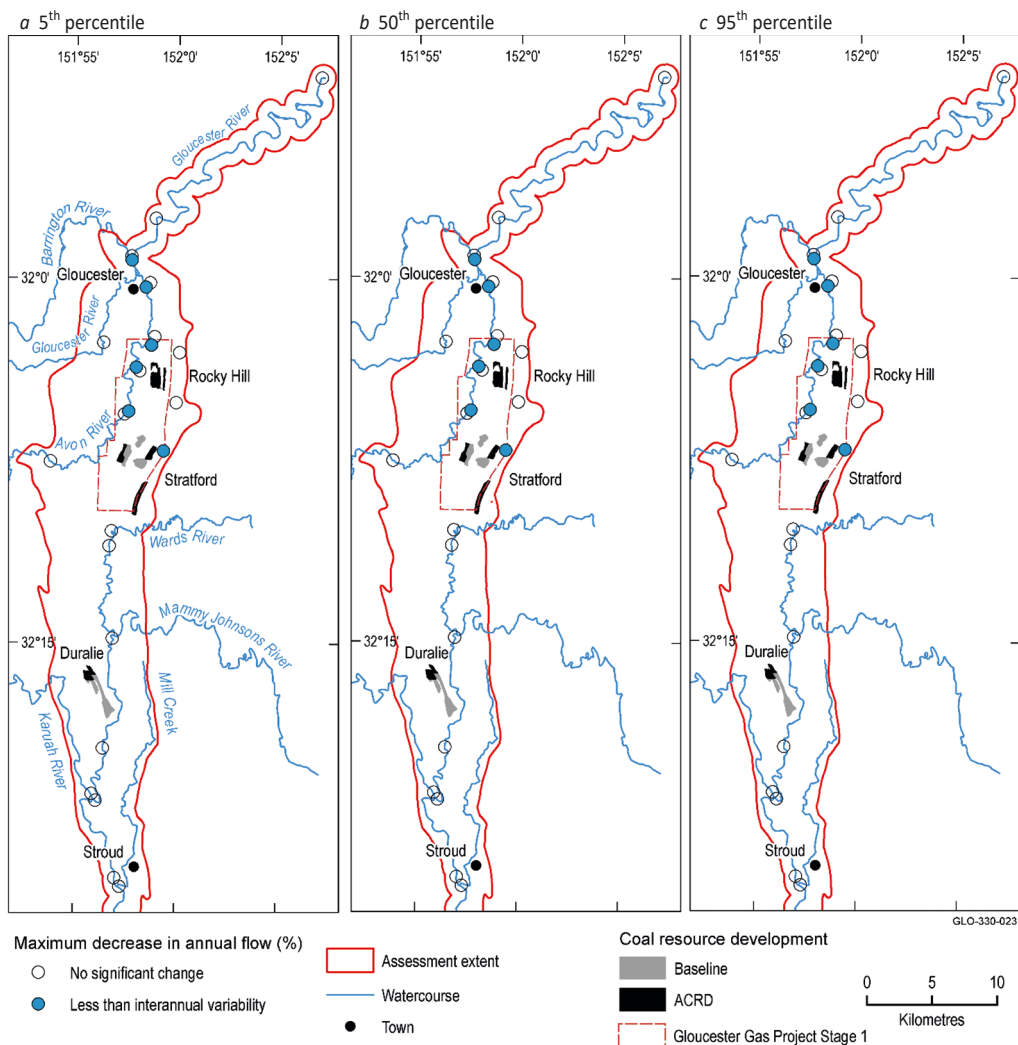 a 5th percentile
b 50th percentile
c 95th percentile
151°55'
152°0'
152°5'
151°55'
152°0'
152°5'
151°55'
152°0'
152°5'
Gloucester River
Barrington River
Gloucester
Gloucester
Gloucester
32°0'
32°0'
32°0'
Gloucester River
Rocky Hill
Rocky Hill
Rocky Hill
Avon River
Stratford
Stratford
Stratford
Wards River
Mammy Johnsons River
32°15'
32°15'
32°15'
Duralie
Duralie
Duralie
Mill Creek
Karuah River
Stroud
Stroud
Stroud
GLO-330-023
Maximum decrease in annual flow (%)
No significant change
Less than interannual variability
Assessment extent
Watercourse
Town
Coal resource development
Baseline
ACRD
Gloucester Gas Project Stage 1
0 5 10
Kilometres